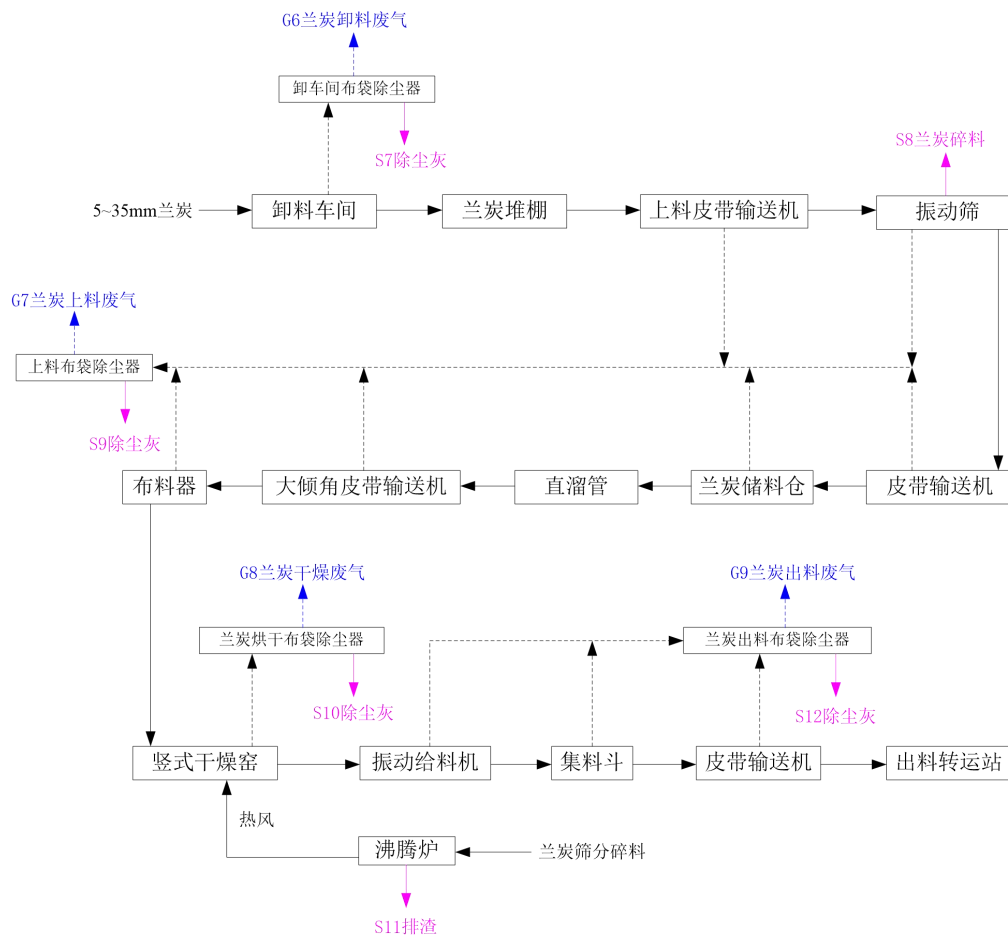 G6兰炭卸料废气
卸车间布袋除尘器
S7除尘灰
S8兰炭碎料
5~35mm兰炭
卸料车间
兰炭堆棚
上料皮带输送机
振动筛
G7兰炭上料废气
上料布袋除尘器
S9除尘灰
布料器
大倾角皮带输送机
直溜管
兰炭储料仓
皮带输送机
G8兰炭干燥废气
G9兰炭出料废气
兰炭烘干布袋除尘器
兰炭出料布袋除尘器
S10除尘灰
S12除尘灰
竖式干燥窑
振动给料机
集料斗
皮带输送机
出料转运站
热风
沸腾炉
兰炭筛分碎料
S11排渣